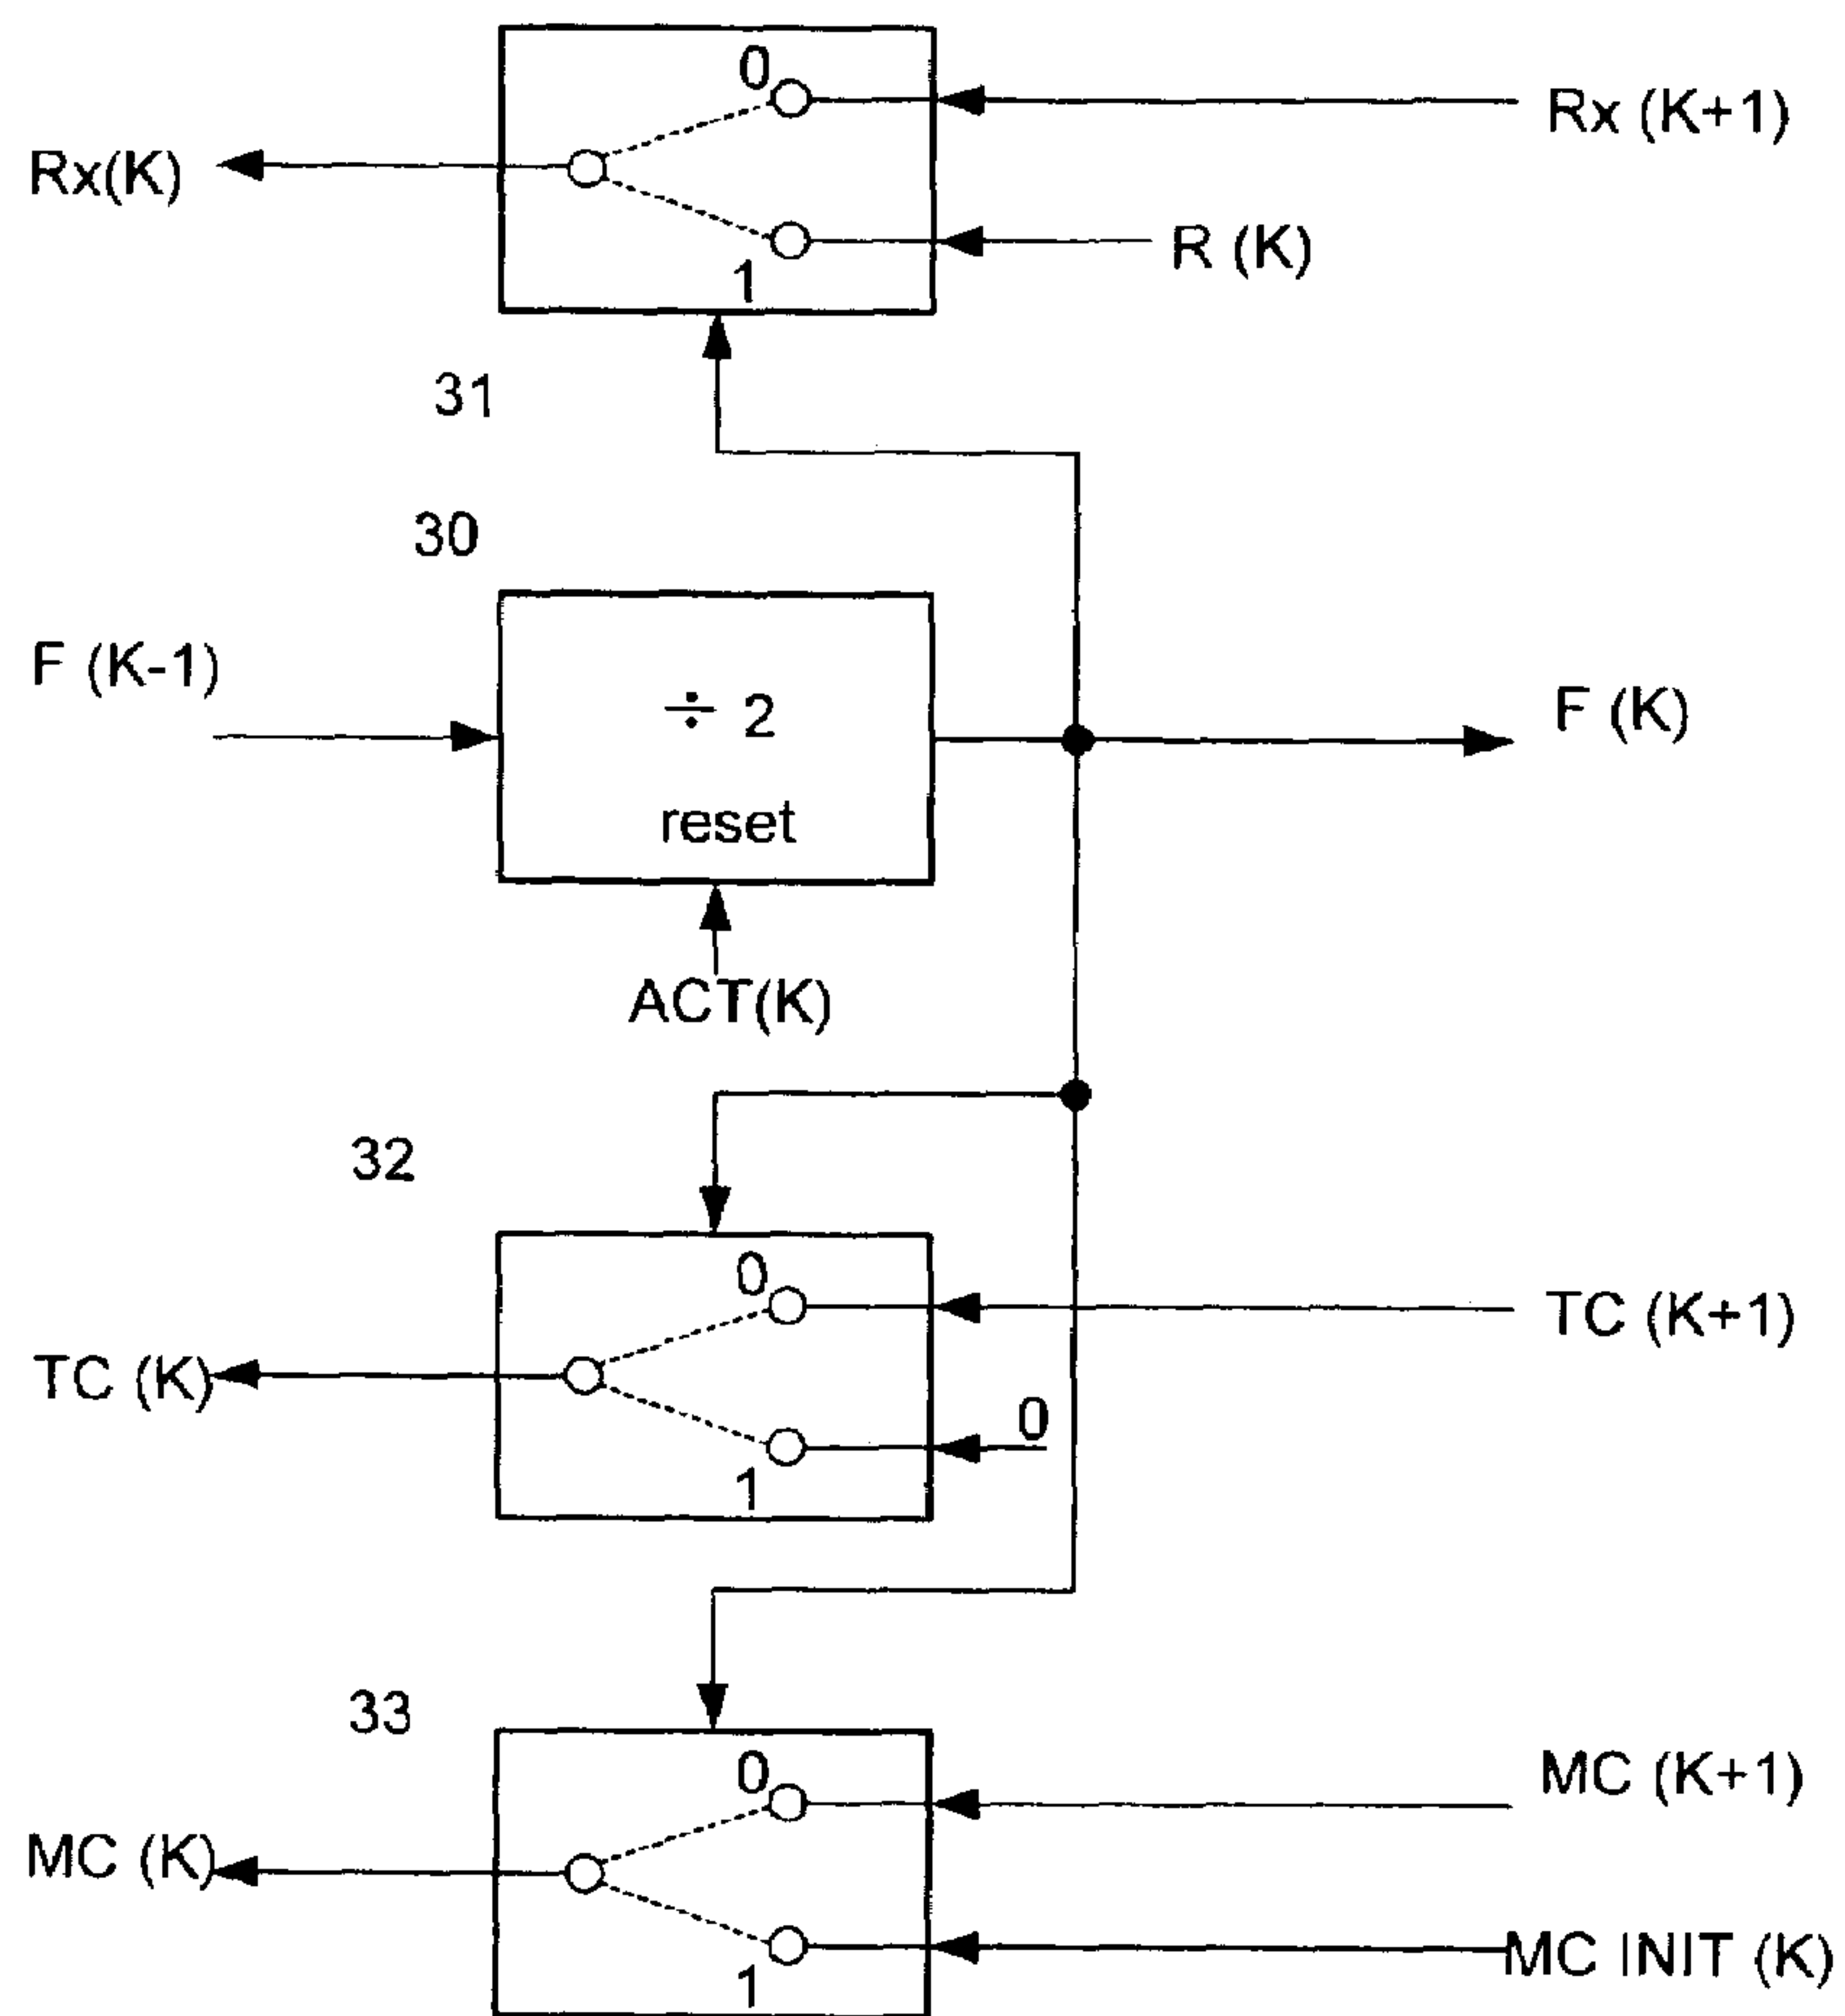 0
Rx (K+1)
Rx(K)
R (K)
1
31
30
F (K-1)
÷ 2
F (K)
reset
ACT(K)
32
0
TC (K+1)
TC (K)
0
1
33
0
MC (K+1)
MC (K)
MC INIT (K)
1